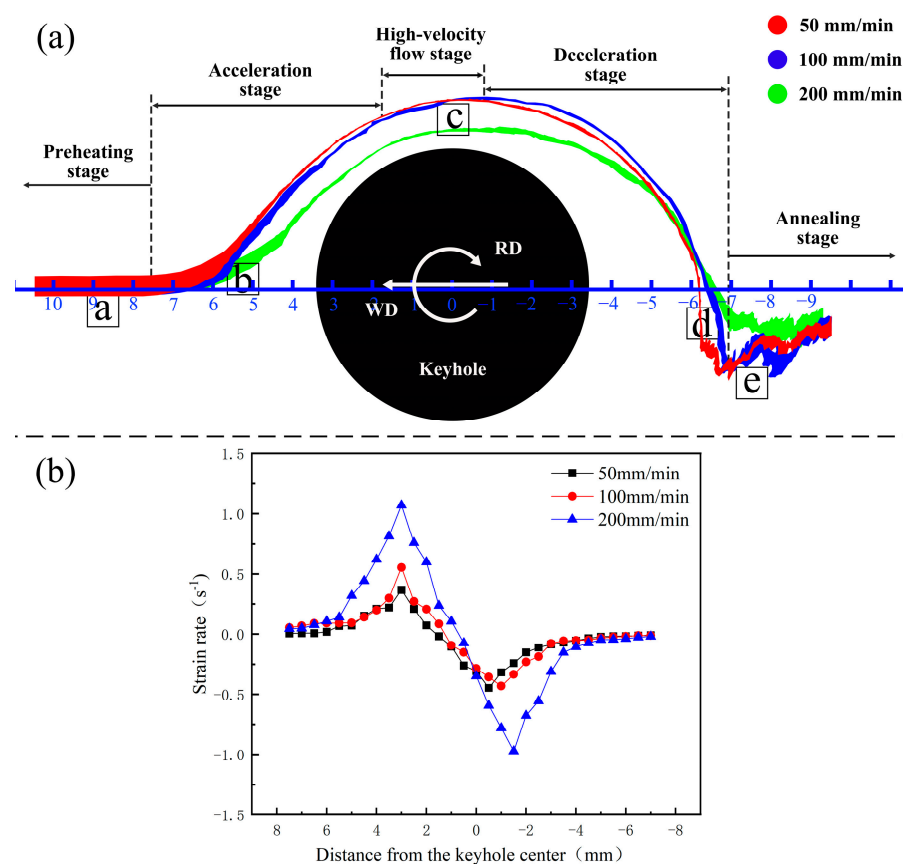 (a)
High-velocity
flow stage
Acceleration
stage
Dcceleration
stage
50 mm/min
100 mm/min
200 mm/min
Preheating
stage
Annealing
stage
a
b
c
d
e
RD
WD
Keyhole
10 9 8 7 6 5 4 3 2 1 0 -1 -2 -3 -4 -5 -6 -7 -8 -9
(b)
50mm/min
100mm/min
200mm/min
Strain rate（s⁻¹）
1.5
1.0
0.5
0.0
-0.5
-1.0
-1.5
8 6 4 2 0 -2 -4 -6 -8
Distance from the keyhole center（mm）